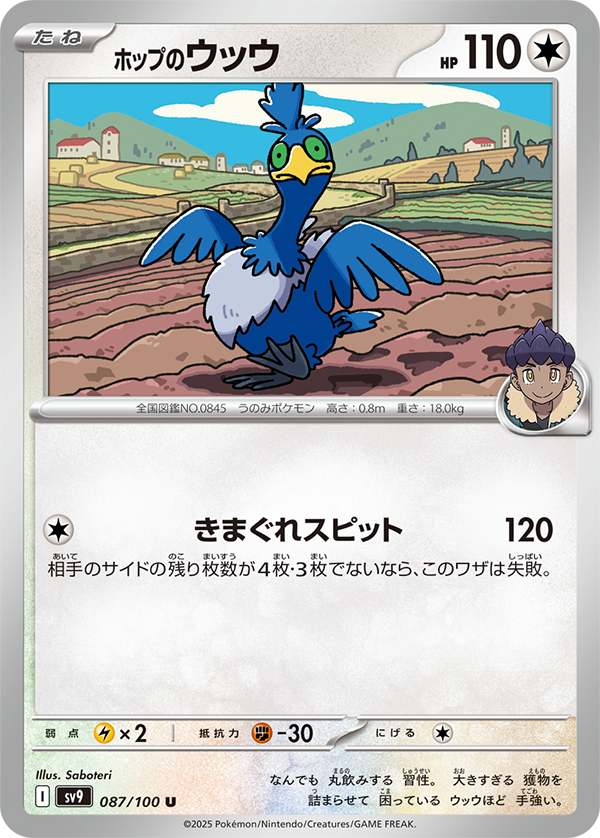 たね
ホップのウッウ
HP 110
全国図鑑NO.0845 うのみポケモン 高さ:0.8m 重さ:18.0kg
きまぐれスピット 120
相手のサイドの残り枚数が4枚・3枚でないなら、このワザは失敗。
弱点 ×2 抵抗力 -30 にげる
Illus. Saboteri
I sv9 087/100 U
なんでも 丸飲みする 習性。大きすぎる 獲物を
詰まらせて 困っている ウッウほど 手強い。
©2025 Pokémon/Nintendo/Creatures/GAME FREAK.